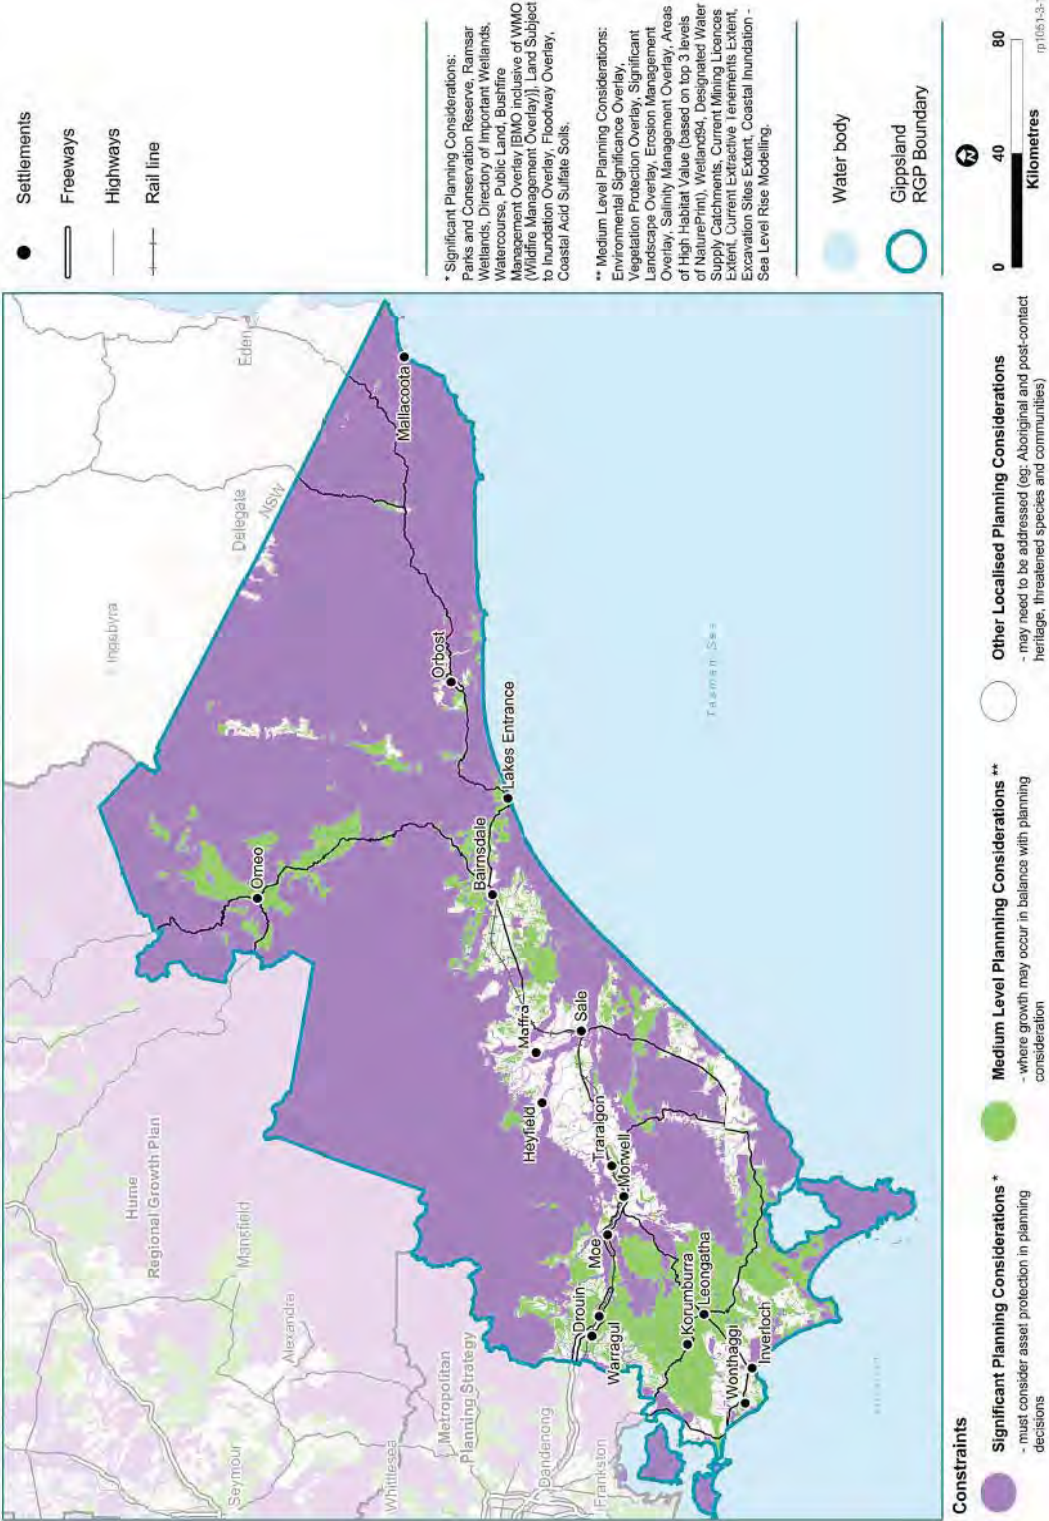 Settlements
Freeways
Highways
Rail line
* Significant Planning Considerations:
Parks and Conservation Reserve, Ramsar
Wetlands, Directory of Important Wetlands,
Watercourse, Public Land, Bushfire
Management Overlay [BMO inclusive of WMO
(Wildfire Management Overlay)], Land Subject
to Inundation Overlay, Floodway Overlay,
Coastal Acid Sulfate Soils.
** Medium Level Planning Considerations:
Environmental Significance Overlay,
Vegetation Protection Overlay, Significant
Landscape Overlay, Erosion Management
Overlay, Salinity Management Overlay, Areas
of High Habitat Value (based on top 3 levels
of NaturePrint), Wetland94, Designated Water
Supply Catchments, Current Mining Licences
Extent, Current Extractive Tenements Extent,
Excavation Sites Extent, Coastal Inundation -
Sea Level Rise Modelling.
Water body
Gippsland
RGP Boundary
N
0
40
80
Kilometres
rp1051-3-1
Eden
Delegate
NSW
Ingebyra
Mallacoota
Orbost
Lakes Entrance
Bairnsdale
Omeo
Tasman Sea
Maffra
Sale
Heyfield
Traralgon
Morwell
Moe
Drouin
Warragul
Korumburra
Leongatha
Wonthaggi
Inverloch
Hume
Regional Growth Plan
Mansfield
Alexandra
Metropolitan
Planning Strategy
Seymour
Whittlesea
Dandenong
Frankston
Constraints
Significant Planning Considerations *
- must consider asset protection in planning
decisions
Medium Level Plannning Considerations **
- where growth may occur in balance with planning
consideration
Other Localised Planning Considerations
- may need to be addressed (eg: Aboriginal and post-contact
heritage, threatened species and communities)